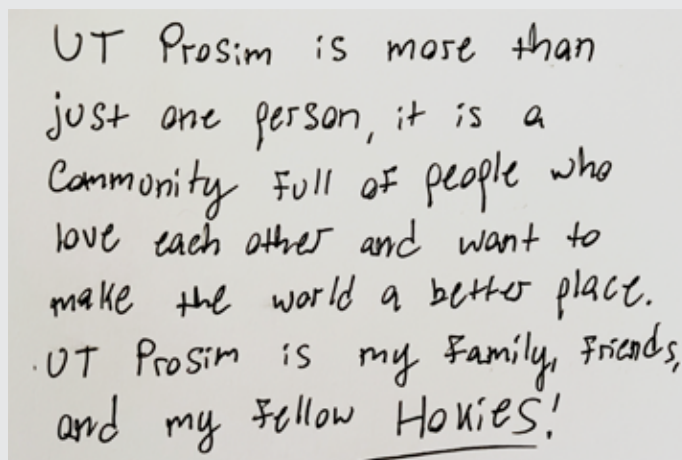 UT Prosim is more than
just one person, it is a
Community Full of people who
love each other and want to
make the world a better place.
UT Prosim is my Family, Friends,
and my Fellow Hokies!